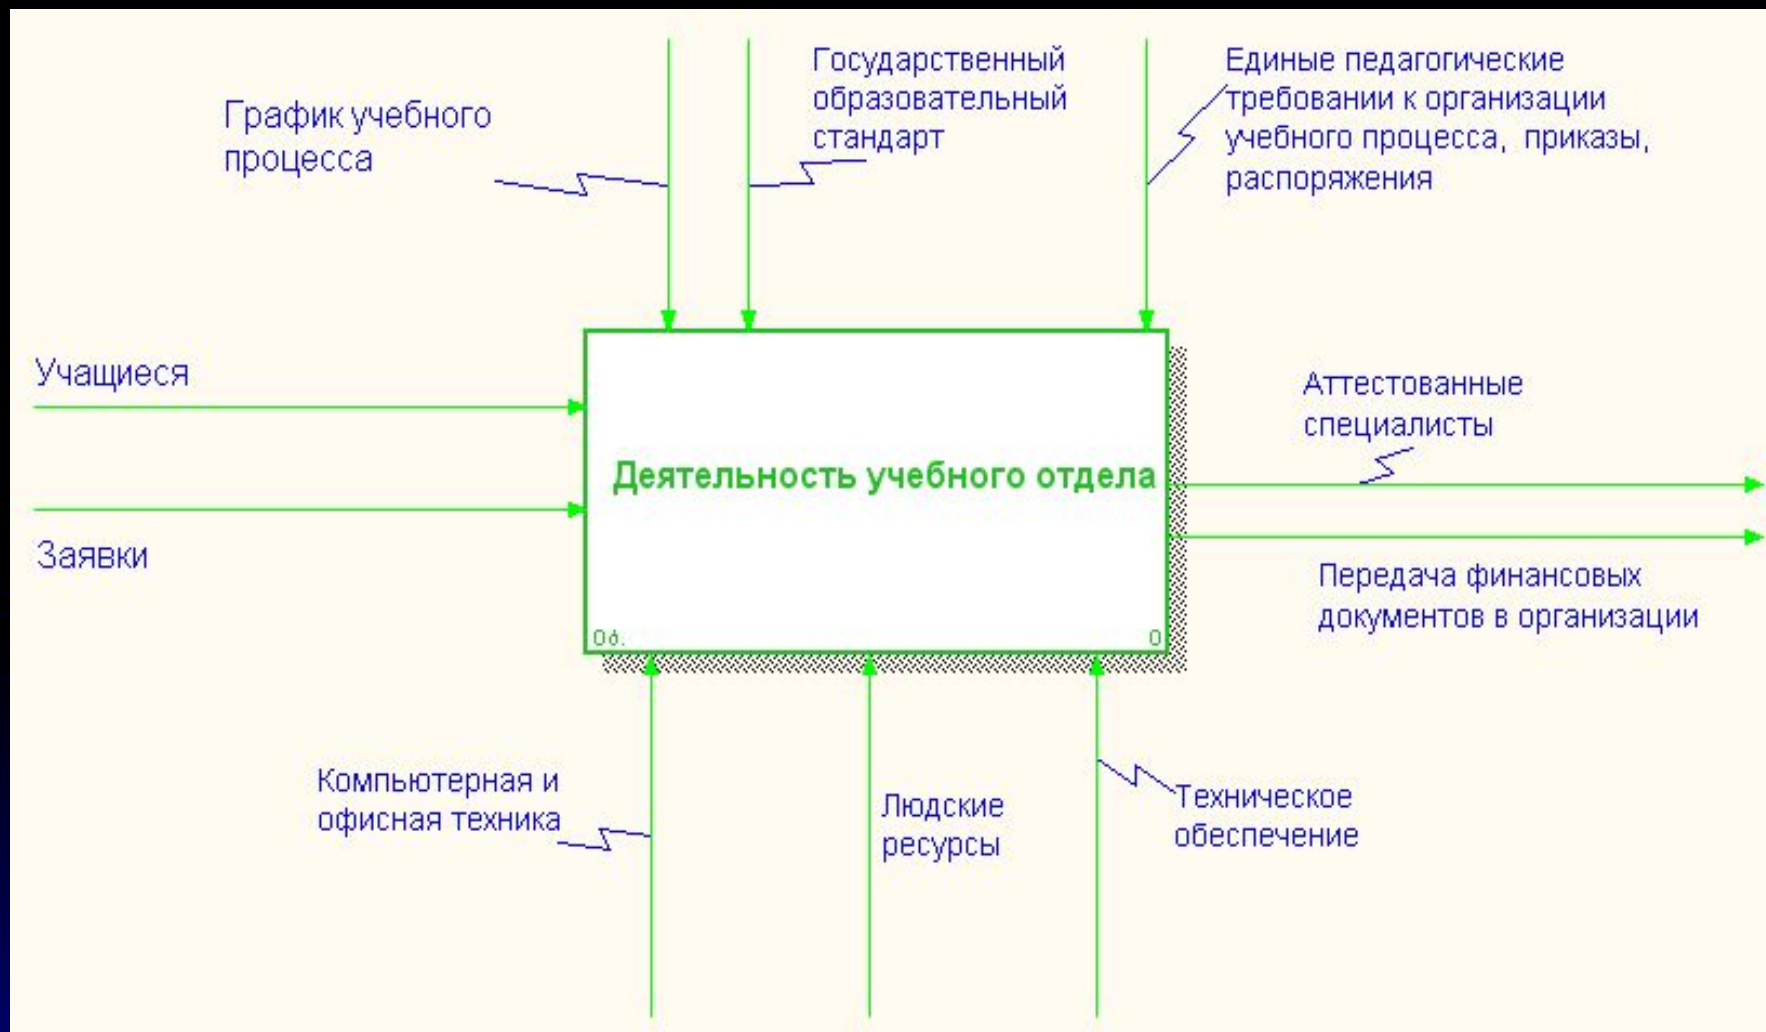 График учебного
процесса
Государственный
образовательный
стандарт
Единые педагогические
требовании к организации
учебного процесса, приказы,
распоряжения
Учащиеся
Заявки
Деятельность учебного отдела
0р.
0
Аттестованные
специалисты
Передача финансовых
документов в организации
Компьютерная и
офисная техника
Людские
ресурсы
Техническое
обеспечение